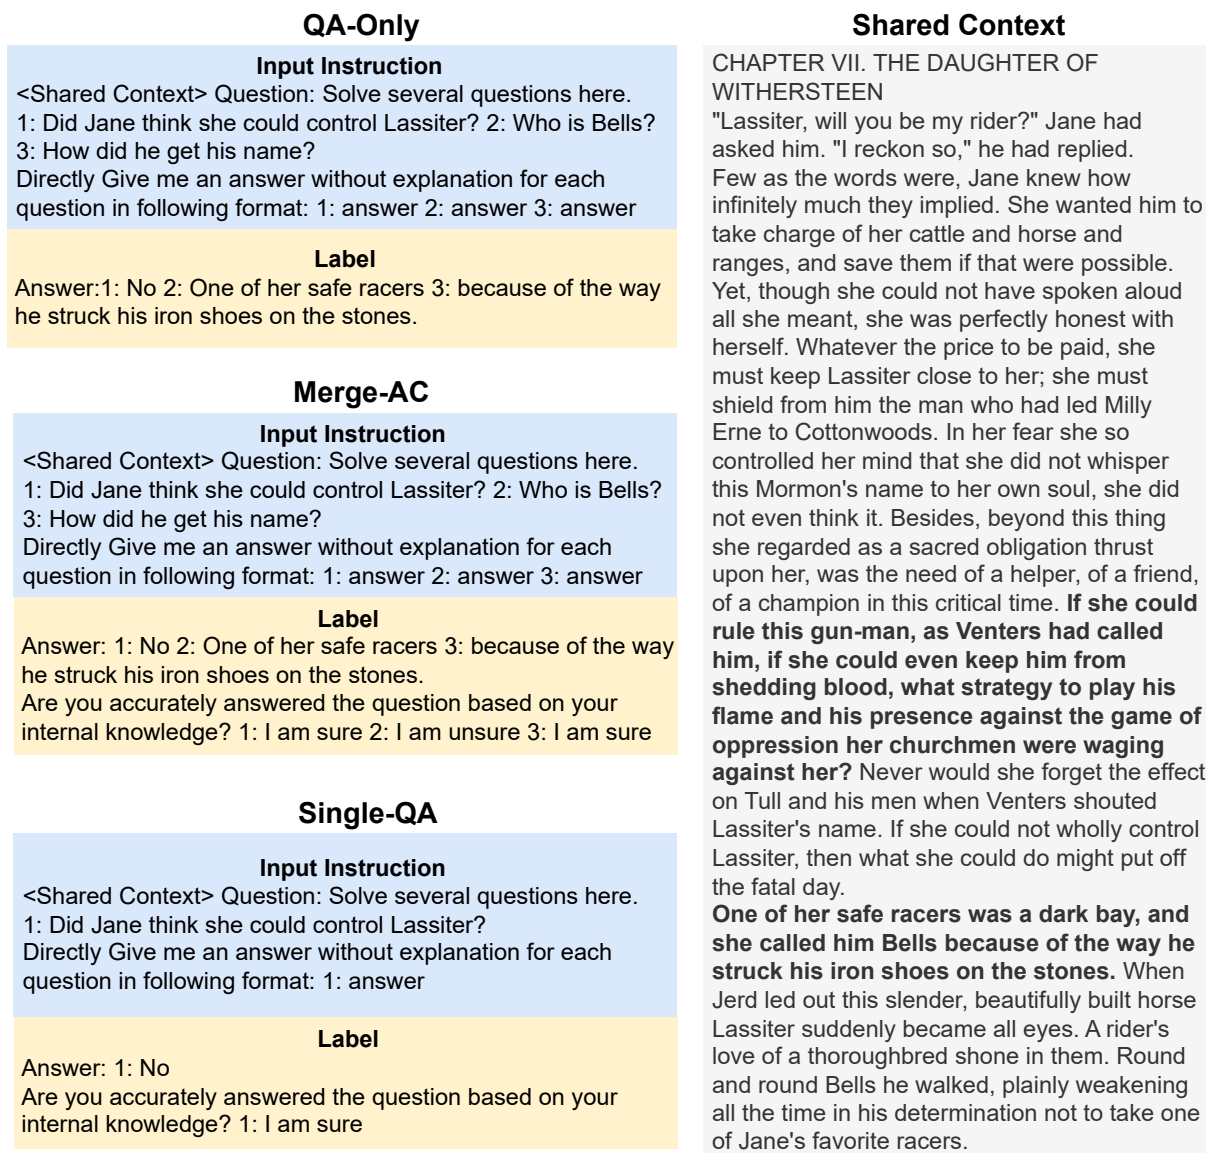 QA-Only
Input Instruction
<Shared Context> Question: Solve several questions here.
1: Did Jane think she could control Lassiter? 2: Who is Bells?
3: How did he get his name?
Directly Give me an answer without explanation for each
question in following format: 1: answer 2: answer 3: answer
Label
Answer:1: No 2: One of her safe racers 3: because of the way
he struck his iron shoes on the stones.
Merge-AC
Input Instruction
<Shared Context> Question: Solve several questions here.
1: Did Jane think she could control Lassiter? 2: Who is Bells?
3: How did he get his name?
Directly Give me an answer without explanation for each
question in following format: 1: answer 2: answer 3: answer
Label
Answer: 1: No 2: One of her safe racers 3: because of the way
he struck his iron shoes on the stones.
Are you accurately answered the question based on your
internal knowledge? 1: I am sure 2: I am unsure 3: I am sure
Single-QA
Input Instruction
<Shared Context> Question: Solve several questions here.
1: Did Jane think she could control Lassiter?
Directly Give me an answer without explanation for each
question in following format: 1: answer
Label
Answer: 1: No
Are you accurately answered the question based on your
internal knowledge? 1: I am sure
Shared Context
CHAPTER VII. THE DAUGHTER OF
WITHERSTEEN
"Lassiter, will you be my rider?" Jane had
asked him. "I reckon so," he had replied.
Few as the words were, Jane knew how
infinitely much they implied. She wanted him to
take charge of her cattle and horse and
ranges, and save them if that were possible.
Yet, though she could not have spoken aloud
all she meant, she was perfectly honest with
herself. Whatever the price to be paid, she
must keep Lassiter close to her; she must
shield from him the man who had led Milly
Erne to Cottonwoods. In her fear she so
controlled her mind that she did not whisper
this Mormon's name to her own soul, she did
not even think it. Besides, beyond this thing
she regarded as a sacred obligation thrust
upon her, was the need of a helper, of a friend,
of a champion in this critical time. If she could
rule this gun-man, as Venters had called
him, if she could even keep him from
shedding blood, what strategy to play his
flame and his presence against the game of
oppression her churchmen were waging
against her? Never would she forget the effect
on Tull and his men when Venters shouted
Lassiter's name. If she could not wholly control
Lassiter, then what she could do might put off
the fatal day.
One of her safe racers was a dark bay, and
she called him Bells because of the way he
struck his iron shoes on the stones. When
Jerd led out this slender, beautifully built horse
Lassiter suddenly became all eyes. A rider's
love of a thoroughbred shone in them. Round
and round Bells he walked, plainly weakening
all the time in his determination not to take one
of Jane's favorite racers.